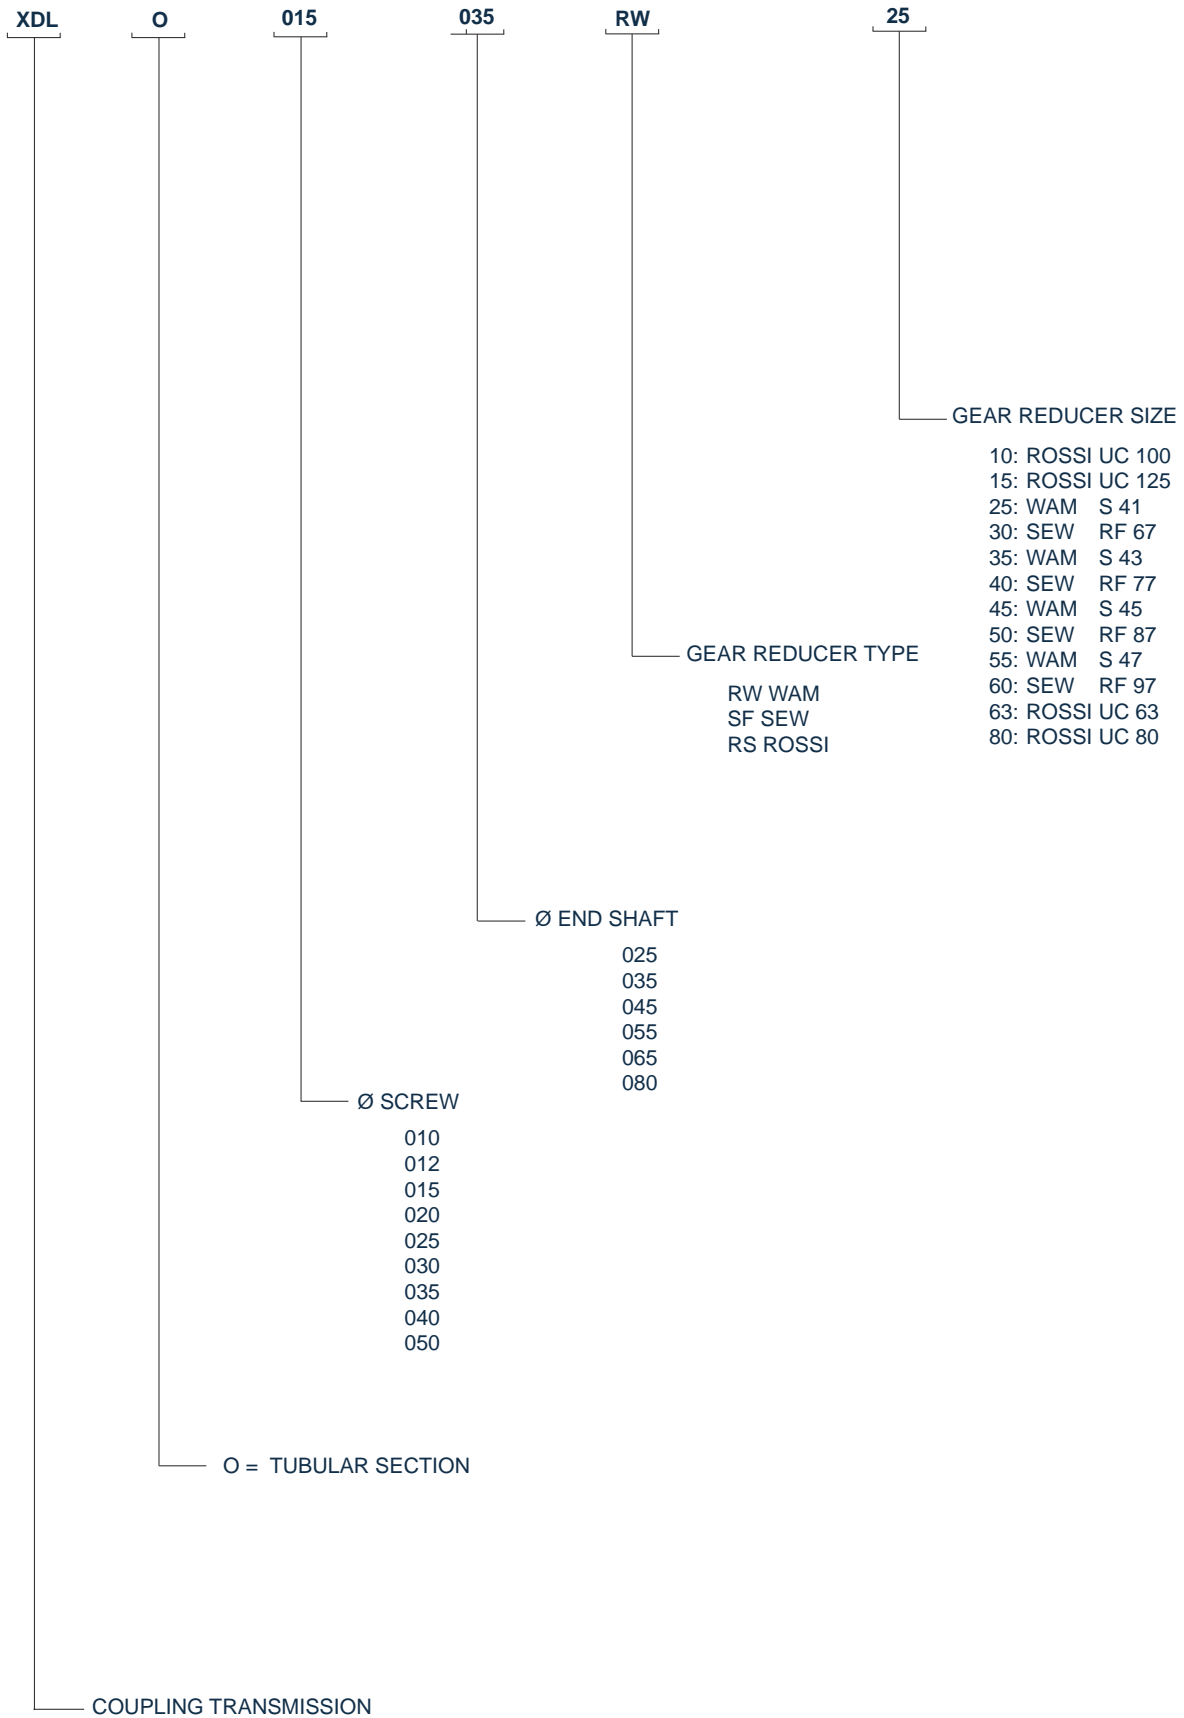 XDL O 015 035 RW 25
GEAR REDUCER SIZE
10: ROSSI UC 100
15: ROSSI UC 125
25: WAM S 41
30: SEW RF 67
35: WAM S 43
40: SEW RF 77
45: WAM S 45
50: SEW RF 87
55: WAM S 47
60: SEW RF 97
63: ROSSI UC 63
80: ROSSI UC 80
GEAR REDUCER TYPE
RW WAM
SF SEW
RS ROSSI
Ø END SHAFT
025
035
045
055
065
080
Ø SCREW
010
012
015
020
025
030
035
040
050
O = TUBULAR SECTION
COUPLING TRANSMISSION